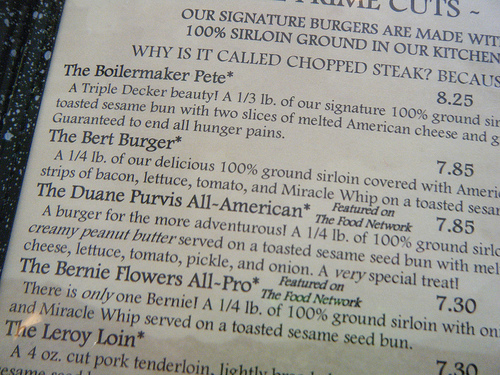 PRIME CUTS ~
OUR SIGNATURE BURGERS ARE MADE WIT
100% SIRLOIN GROUND IN OUR KITCHEN
WHY IS IT CALLED CHOPPED STEAK? BECAUS
The Boilermaker Pete* 8.25
A Triple Decker beauty! A 1/3 lb. of our signature 100% ground sir
toasted sesame bun with two slices of melted American cheese and g
Guaranteed to end all hunger pains.
The Bert Burger* 7.85
A 1/4 lb. of our delicious 100% ground sirloin covered with Americ
strips of bacon, lettuce, tomato, and Miracle Whip on a toasted sesa
The Duane Purvis All-American* Featured on The Food Network 7.85
A burger for the more adventurous! A 1/4 lb. of 100% ground sirlo
creamy peanut butter served on a toasted sesame seed bun with mel
cheese, lettuce, tomato, pickle, and onion. A very special treat!
The Bernie Flowers All-Pro* Featured on The Food Network 7.30
There is only one Bernie! A 1/4 lb. of 100% ground sirloin with on
and Miracle Whip served on a toasted sesame seed bun.
The Leroy Loin* 7.30
A 4 oz. cut pork tenderloin, lightly